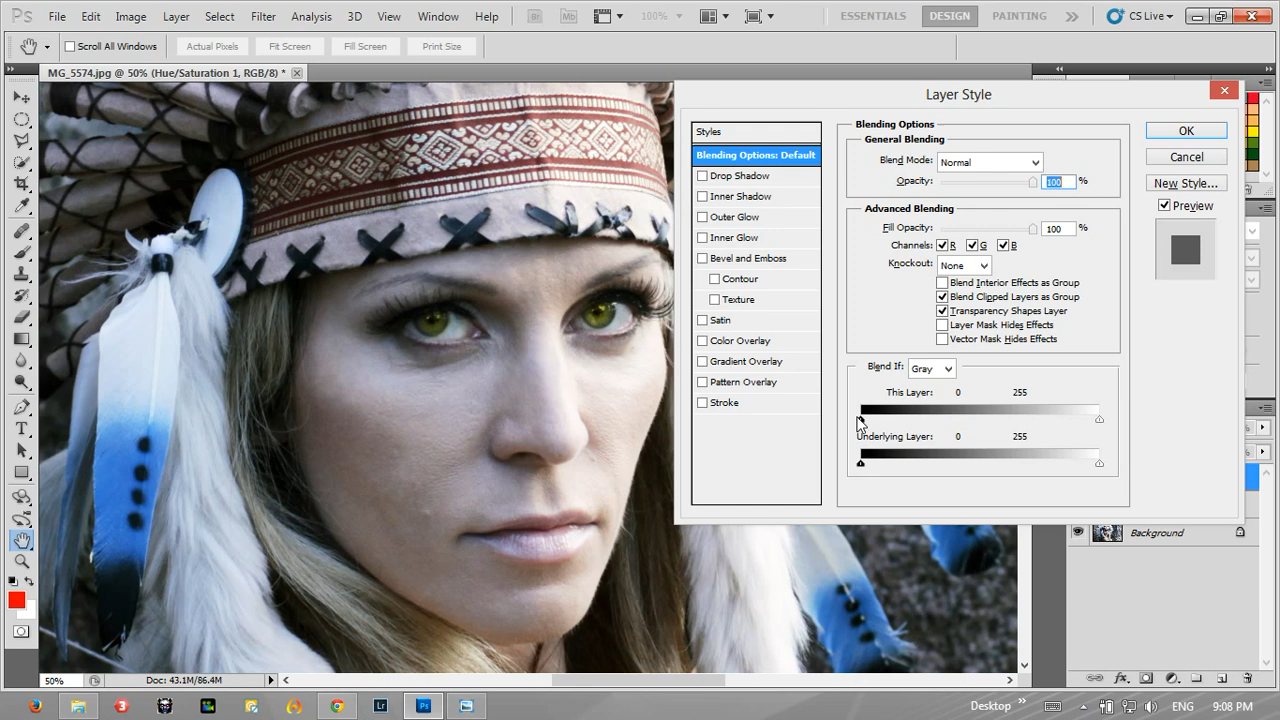 Ps File Edit Image Layer Select Filter Analysis 3D View Window Help Br Mb 100% ESSENTIALS DESIGN PAINTING CS Live
Scroll All Windows Actual Pixels Fit Screen Fill Screen Print Size
MG_5574.jpg @ 50% (Hue/Saturation 1, RGB/8) *
Layer Style
Styles
Blending Options: Default
Drop Shadow
Inner Shadow
Outer Glow
Inner Glow
Bevel and Emboss
Contour
Texture
Satin
Color Overlay
Gradient Overlay
Pattern Overlay
Stroke
Blending Options
General Blending
Blend Mode: Normal
Opacity: 100 %
Advanced Blending
Fill Opacity: 100 %
Channels: R G B
Knockout: None
Blend Interior Effects as Group
Blend Clipped Layers as Group
Transparency Shapes Layer
Layer Mask Hides Effects
Vector Mask Hides Effects
Blend If: Gray
This Layer: 0 255
Underlying Layer: 0 255
OK
Cancel
New Style...
Preview
%
%
Background
50% Doc: 43.1M/86.4M
Lr Ps Desktop ENG 9:08 PM